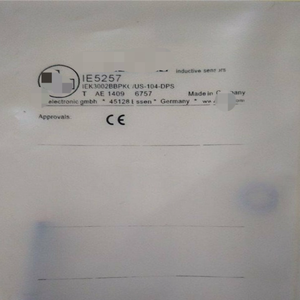 inductive sensors
IE5257
IEK3002BBPKG/US-104-DPS
T AE 1409 6757 Made in Germany
electronic gmbh * 45128 Essen * Germany *
Approvals: CE